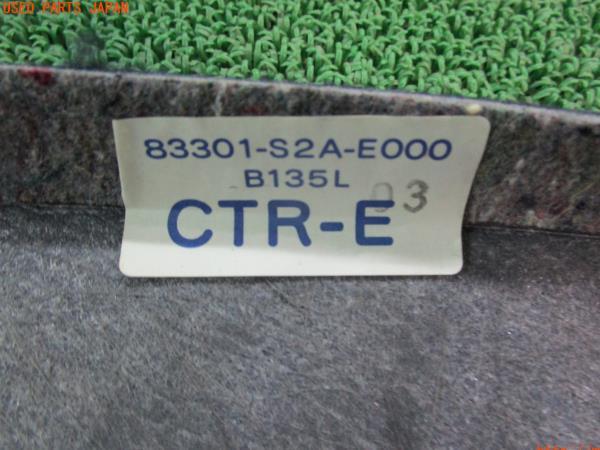 USED PARTS JAPAN
83301-S2A-E000
B135L
03
CTR-E